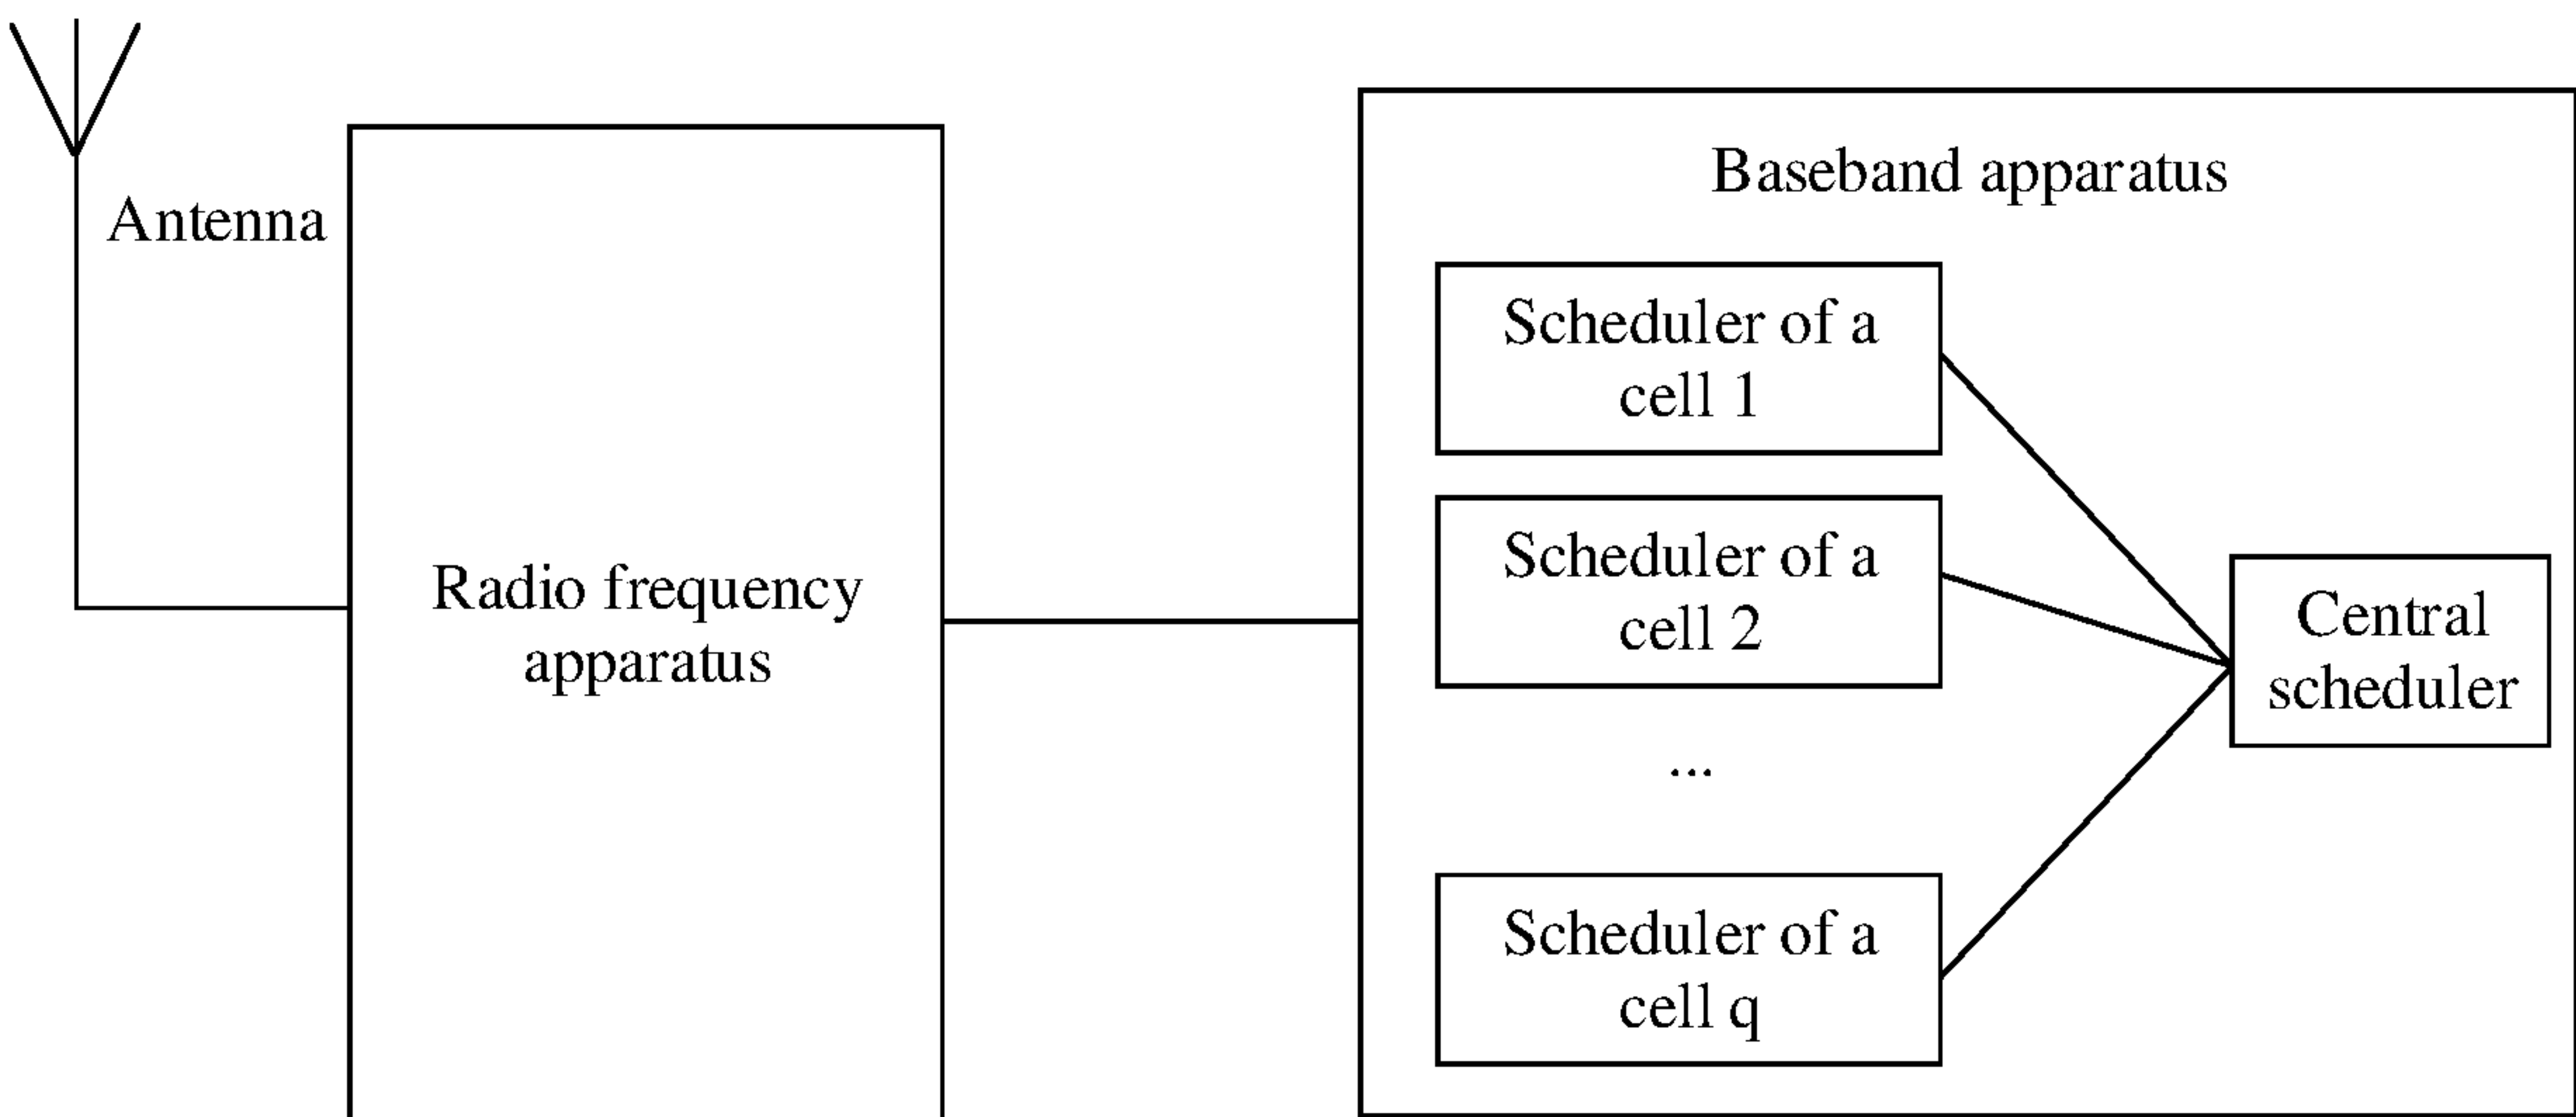 Antenna
Radio frequency
apparatus
Baseband apparatus
Scheduler of a
cell 1
Scheduler of a
cell 2
...
Scheduler of a
cell q
Central
scheduler